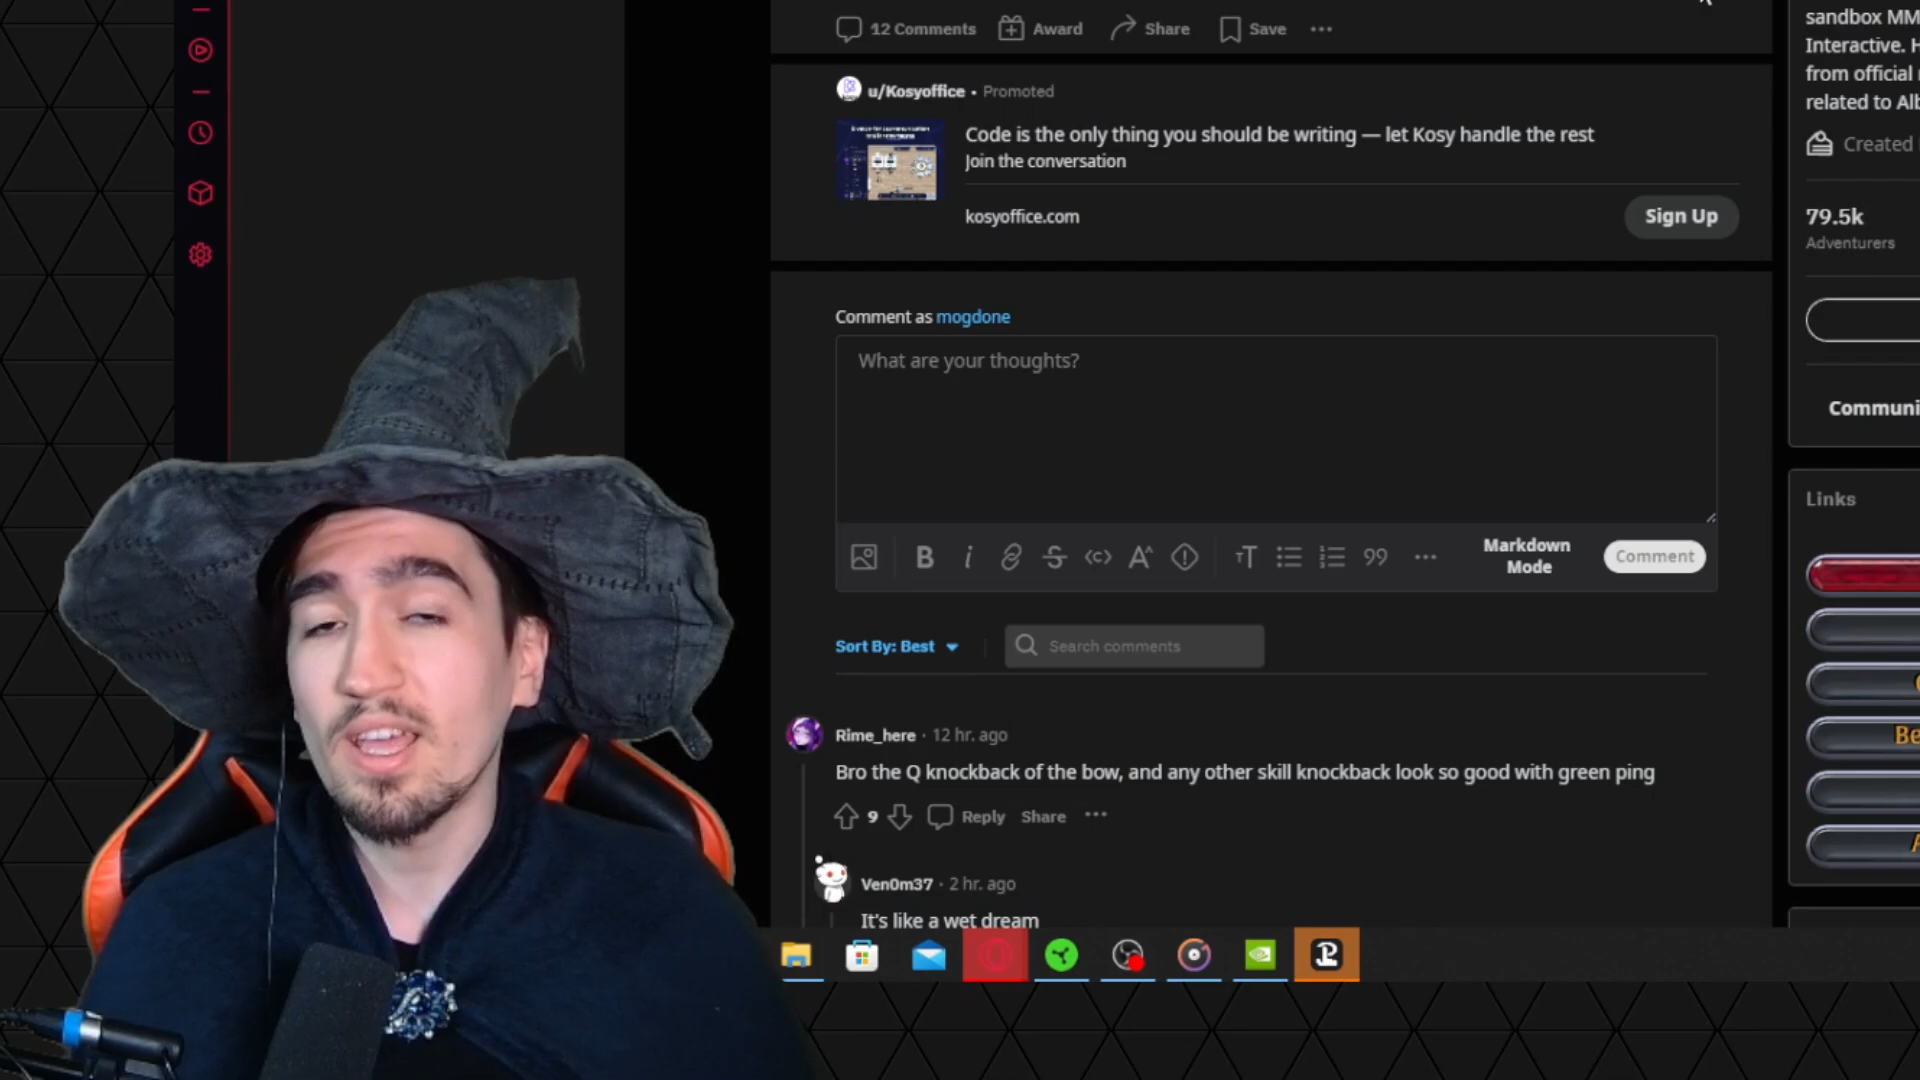 12 Comments Award Share Save
sandbox MM
Interactive. H
from official
related to Alb
u/Kosyoffice • Promoted
Code is the only thing you should be writing — let Kosy handle the rest
Join the conversation
kosyoffice.com
Sign Up
Created
79.5k
Adventurers
Comment as mogdone
What are your thoughts?
Communi
Markdown
Mode
Comment
Links
Sort By: Best
Search comments
Be
Rime_here · 12 hr. ago
Bro the Q knockback of the bow, and any other skill knockback look so good with green ping
9 Reply Share
Ven0m37 · 2 hr. ago
It's like a wet dream